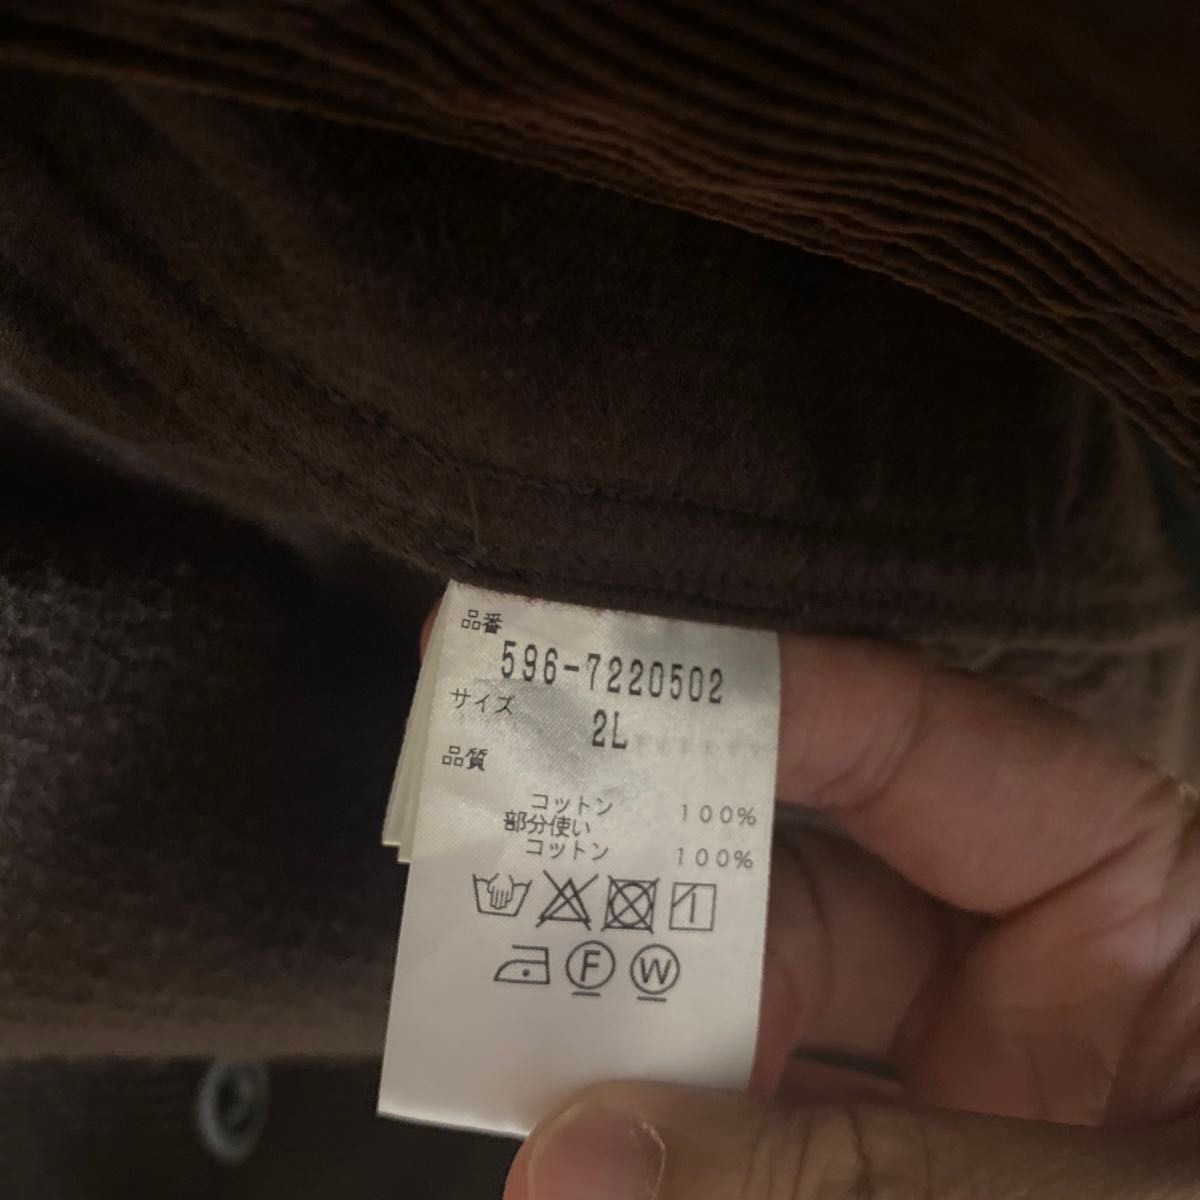 品番
596-7220502
サイズ
2L
品質
コットン 100%
部分使い
コットン 100%
F W